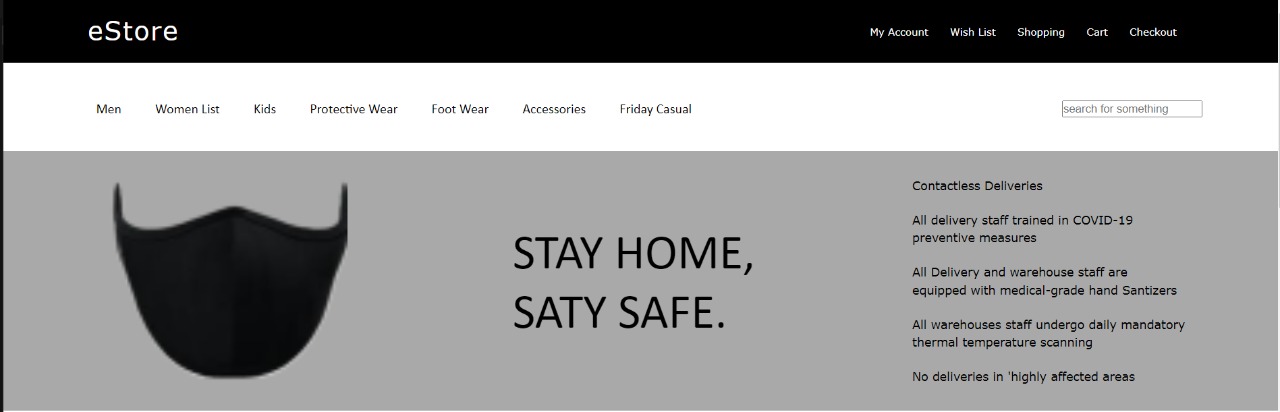 eStore
My Account Wish List Shopping Cart Checkout
Men Women List Kids Protective Wear Foot Wear Accessories Friday Casual
search for something
STAY HOME,
SATY SAFE.
Contactless Deliveries
All delivery staff trained in COVID-19
preventive measures
All Delivery and warehouse staff are
equipped with medical-grade hand Santizers
All warehouses staff undergo daily mandatory
thermal temperature scanning
No deliveries in 'highly affected areas